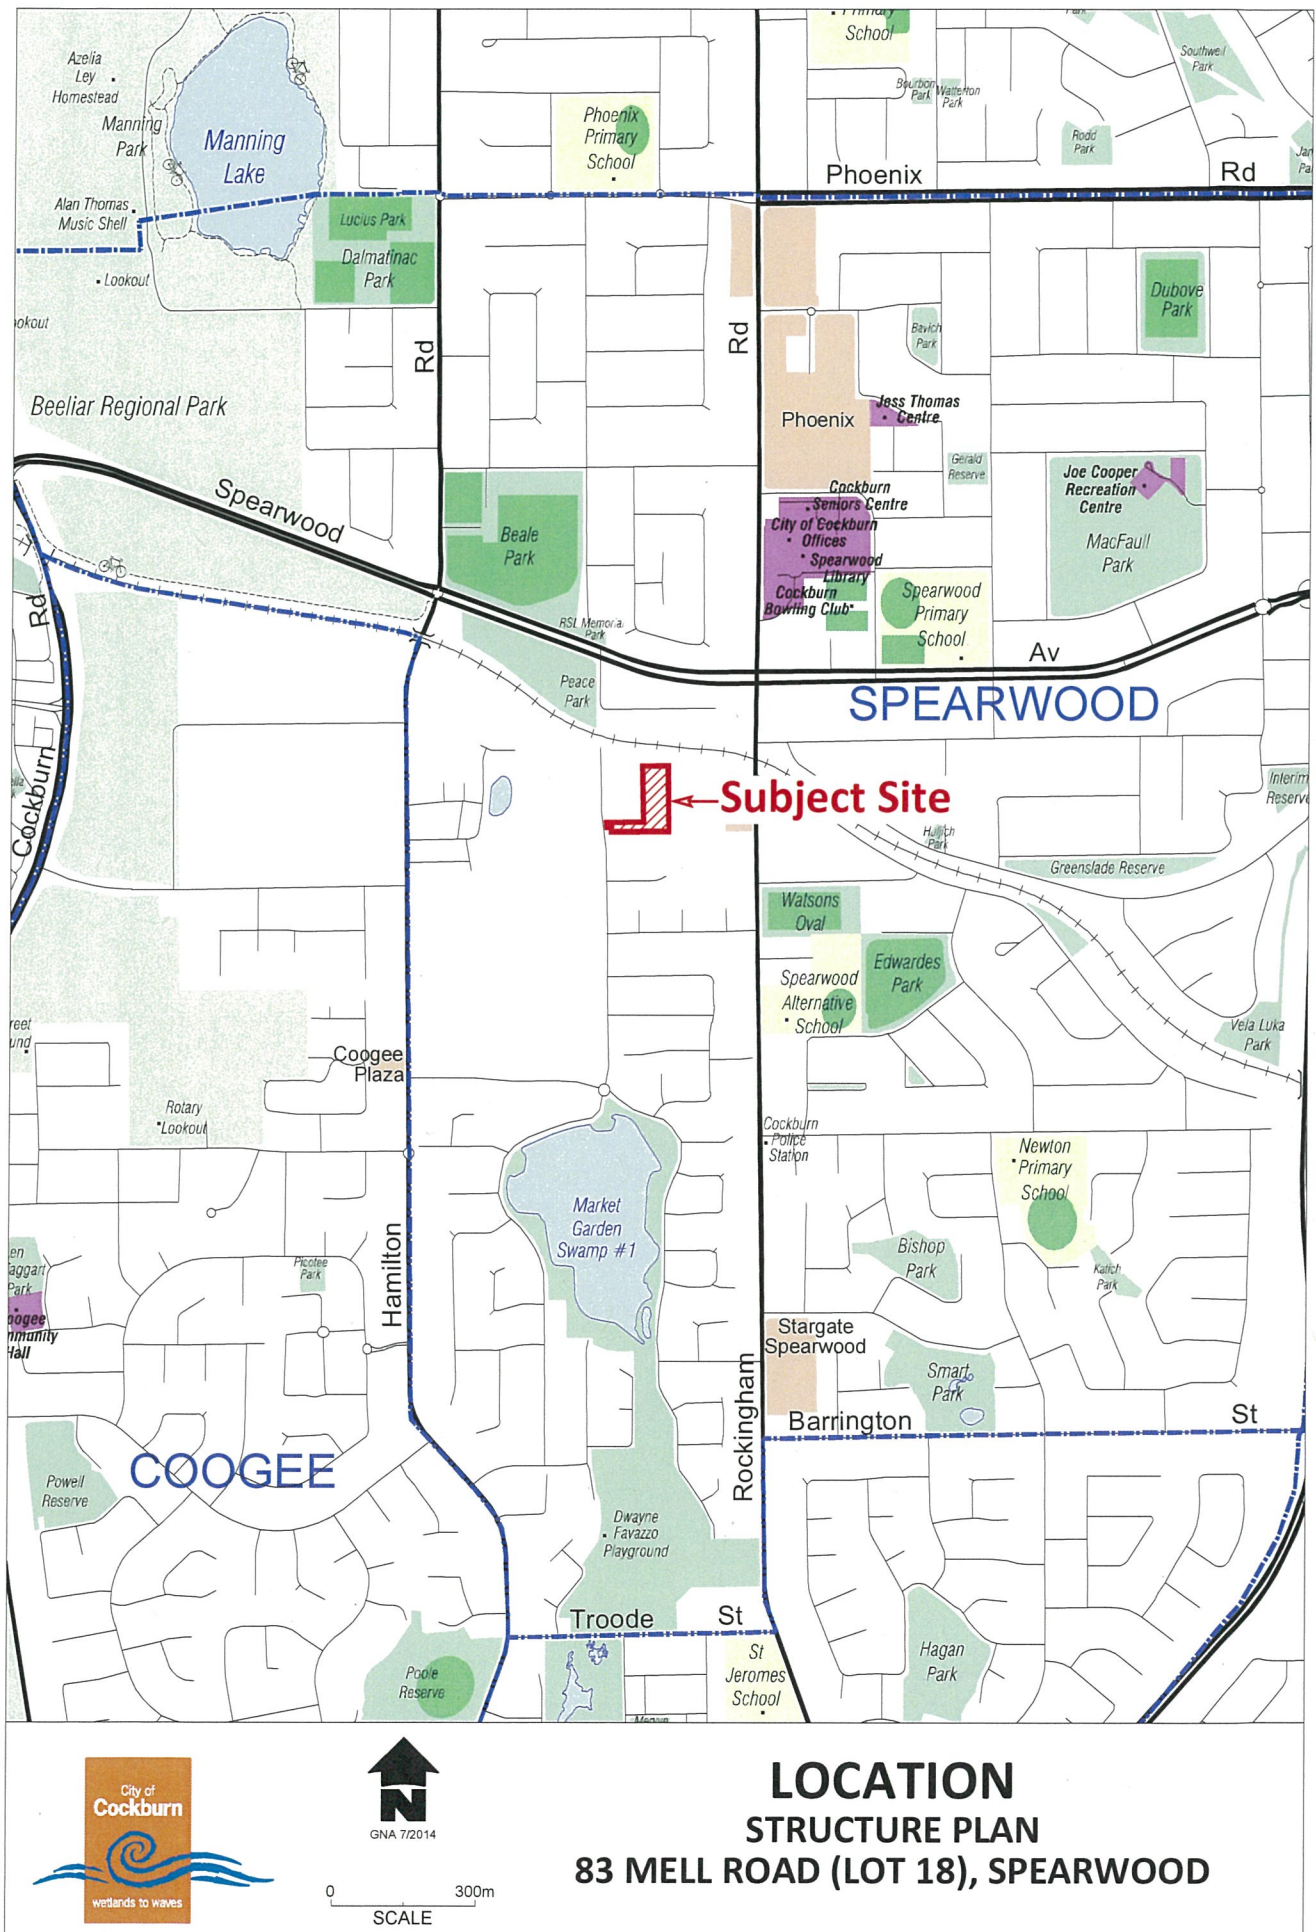 Primary
School
Southwell
Park
Azelia
Ley
Homestead
Manning
Park
Manning
Lake
Phoenix
Primary
School
Bourbon
Park
Watterton
Park
Rodd
Park
Phoenix
Rd
Alan Thomas
Music Shell
Lucius Park
Dalmatinac
Park
Lookout
Dubove
Park
Rd
Rd
Bavich
Park
Beeliar Regional Park
Phoenix
Jess Thomas
Centre
Gerald
Reserve
Joe Cooper
Recreation
Centre
MacFaull
Park
Spearwood
Cockburn
Seniors Centre
City of Cockburn
Offices
Spearwood
Library
Cockburn
Bowling Club
Beale
Park
Spearwood
Primary
School
Rd
RSL Memorial
Park
Av
Peace
Park
SPEARWOOD
Cockburn
Subject Site
Interim
Reserve
Hullich
Park
Greenslade Reserve
Watsons
Oval
Edwardes
Park
Spearwood
Alternative
School
Vela Luka
Park
Coogee
Plaza
Rotary
Lookout
Cockburn
Police
Station
Newton
Primary
School
Market
Garden
Swamp #1
Hamilton
Picotee
Park
Bishop
Park
Katich
Park
Stargate
Spearwood
Smart
Park
Rockingham
Barrington
St
COOGEE
Powell
Reserve
Dwayne
Favazzo
Playground
Troode
St
Poole
Reserve
St
Jeromes
School
Hagan
Park
City of
Cockburn
wetlands to waves
N
GNA 7/2014
0 300m
SCALE
LOCATION
STRUCTURE PLAN
83 MELL ROAD (LOT 18), SPEARWOOD